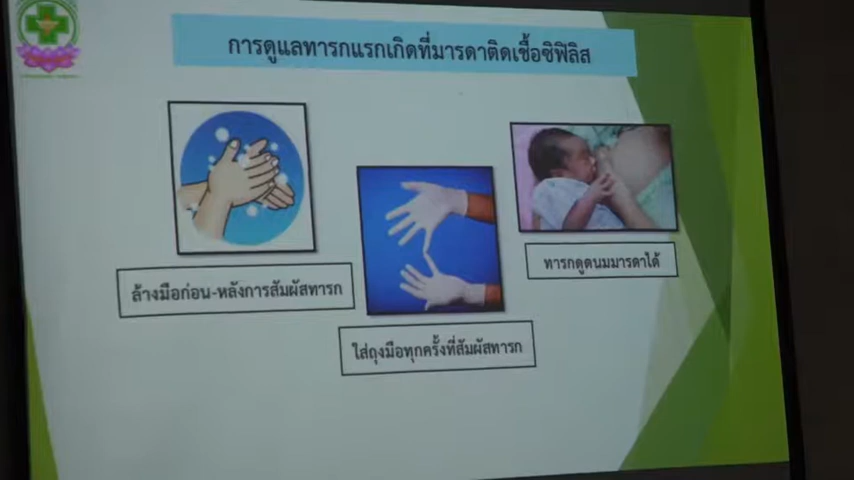 การดูแลทารกแรกเกิดที่มารดาติดเชื้อซิฟิลิส
ล้างมือก่อน-หลังการสัมผัสทารก
ใส่ถุงมือทุกครั้งที่สัมผัสทารก
ทารกดูดนมมารดาได้